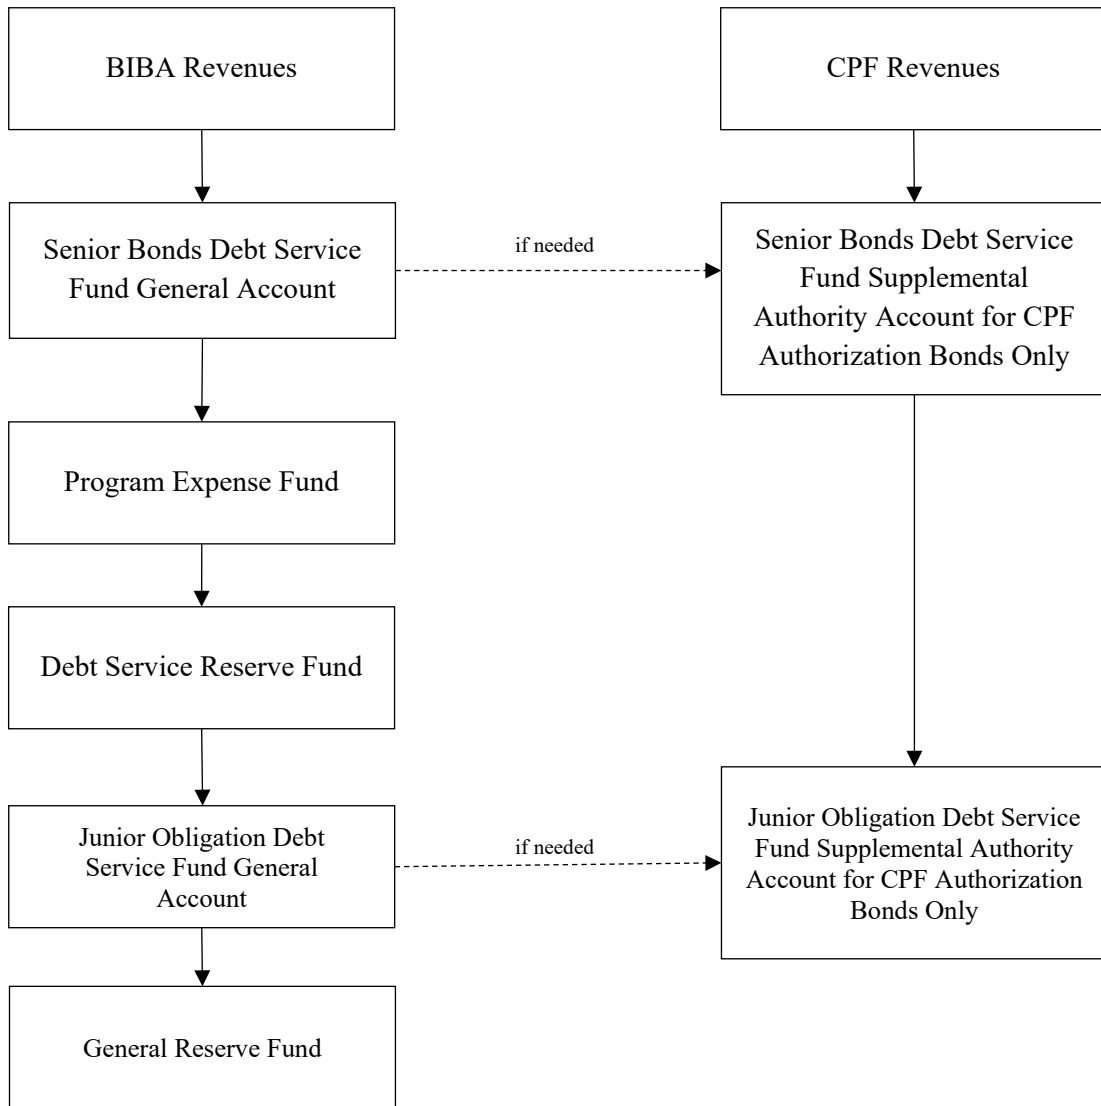 BIBA Revenues
CPF Revenues
Senior Bonds Debt Service
Fund General Account
if needed
Senior Bonds Debt Service
Fund Supplemental
Authority Account for CPF
Authorization Bonds Only
Program Expense Fund
Debt Service Reserve Fund
Junior Obligation Debt
Service Fund General
Account
if needed
Junior Obligation Debt Service
Fund Supplemental Authority
Account for CPF Authorization
Bonds Only
General Reserve Fund